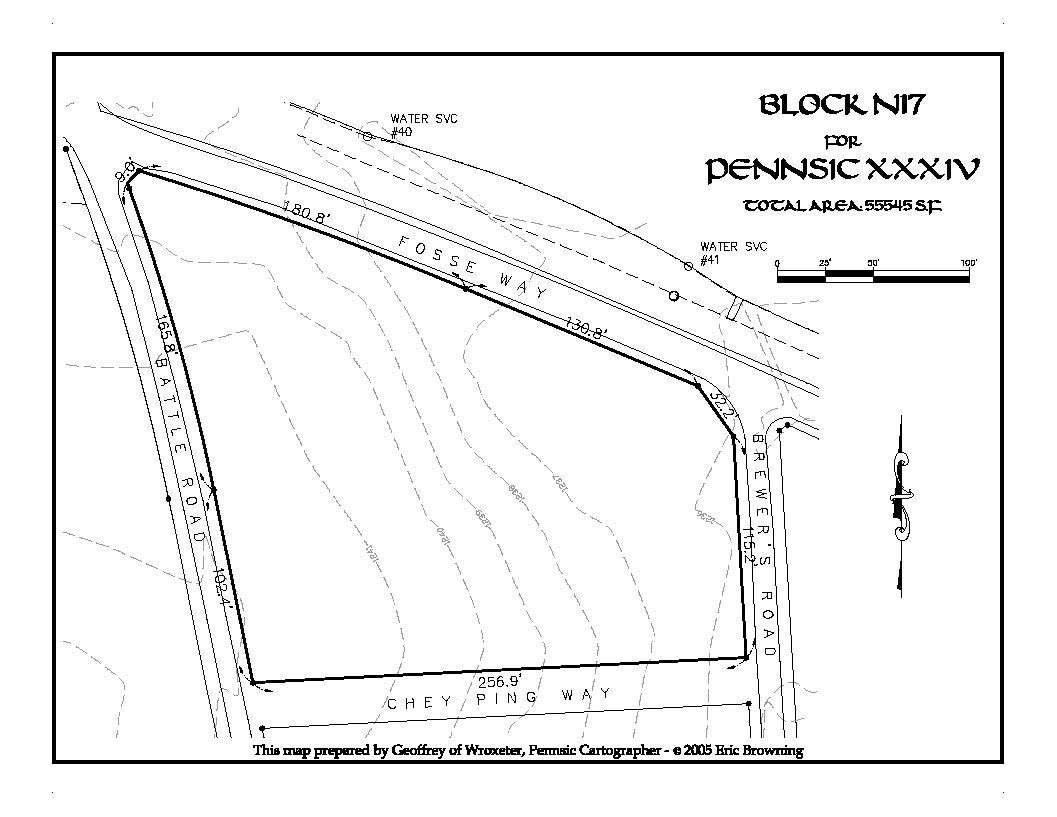 BLOCK N17
FOR
PENNSIC XXXIV
TOTAL AREA: 55545 S.F.
WATER SVC
#40
WATER SVC
#41
0 25' 50' 100'
180.8'
FOSSE WAY
130.8'
32.2'
165.8'
BATTLE ROAD
102.4'
BREWER'S ROAD
115.2'
1241
1240
1239
1238
1237
1236
256.9'
CHEY PING WAY
This map prepared by Geoffrey of Wroxeter, Pennsic Cartographer - © 2005 Eric Browning